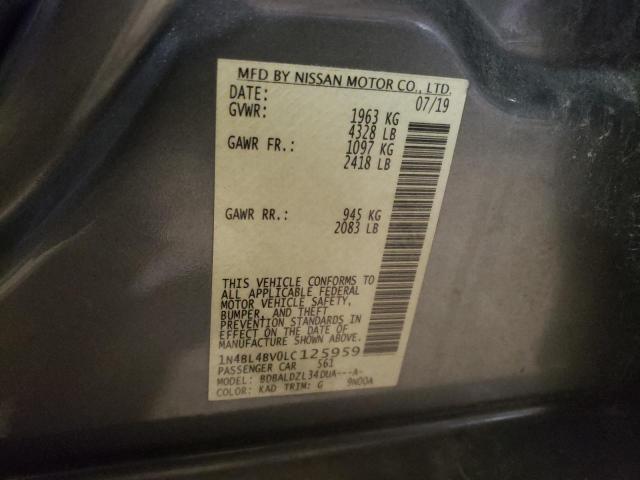 MFD BY NISSAN MOTOR CO., LTD.
DATE: 07/19
GVWR: 1963 KG
4328 LB
GAWR FR.: 1097 KG
2418 LB
GAWR RR.: 945 KG
2083 LB
THIS VEHICLE CONFORMS TO
ALL APPLICABLE FEDERAL
MOTOR VEHICLE SAFETY,
BUMPER, AND THEFT
PREVENTION STANDARDS IN
EFFECT ON THE DATE OF
MANUFACTURE SHOWN ABOVE.
1N4BL4BV0LC125959
PASSENGER CAR 561
MODEL: BDBALDZL34DUA---A-
COLOR: KAD TRIM: G 9N00A